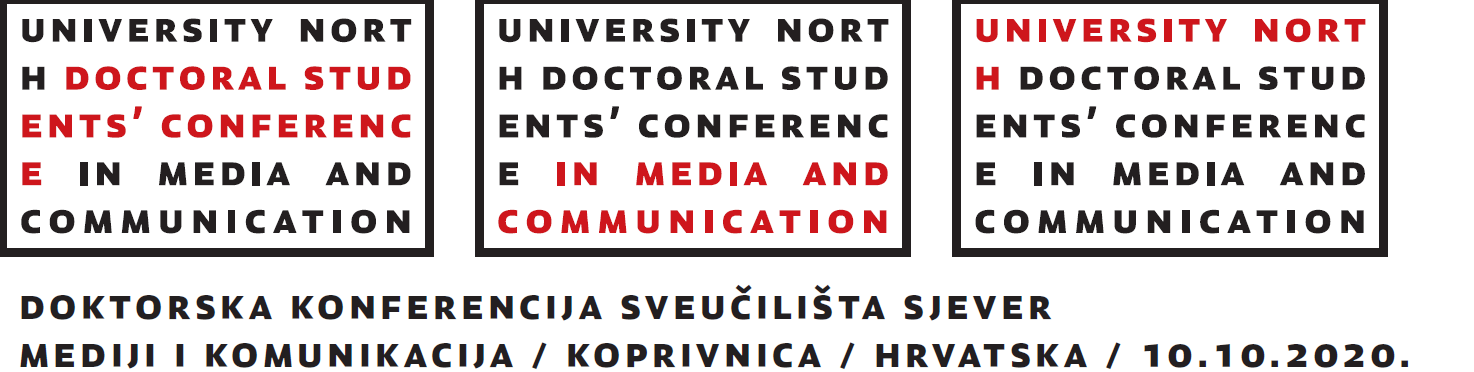 UNIVERSITY NORT
H DOCTORAL STUD
ENTS' CONFERENC
E IN MEDIA AND
COMMUNICATION
UNIVERSITY NORT
H DOCTORAL STUD
ENTS' CONFERENC
E IN MEDIA AND
COMMUNICATION
UNIVERSITY NORT
H DOCTORAL STUD
ENTS' CONFERENC
E IN MEDIA AND
COMMUNICATION
DOKTORSKA KONFERENCIJA SVEUČILIŠTA SJEVER
MEDIJI I KOMUNIKACIJA / KOPRIVNICA / HRVATSKA / 10.10.2020.